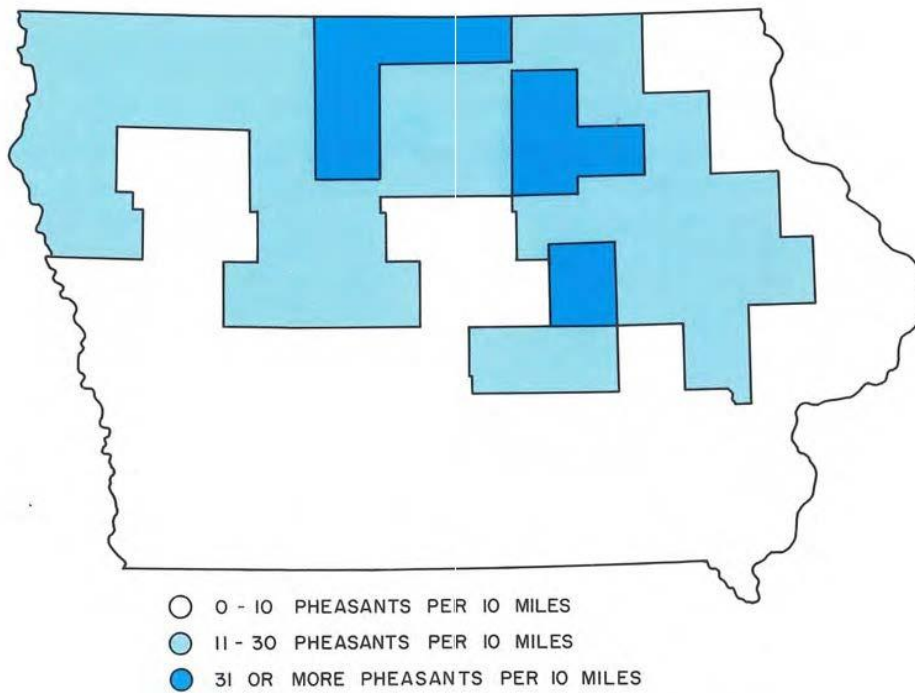 0 - 10 PHEASANTS PER 10 MILES
11 - 30 PHEASANTS PER 10 MILES
31 OR MORE PHEASANTS PER 10 MILES